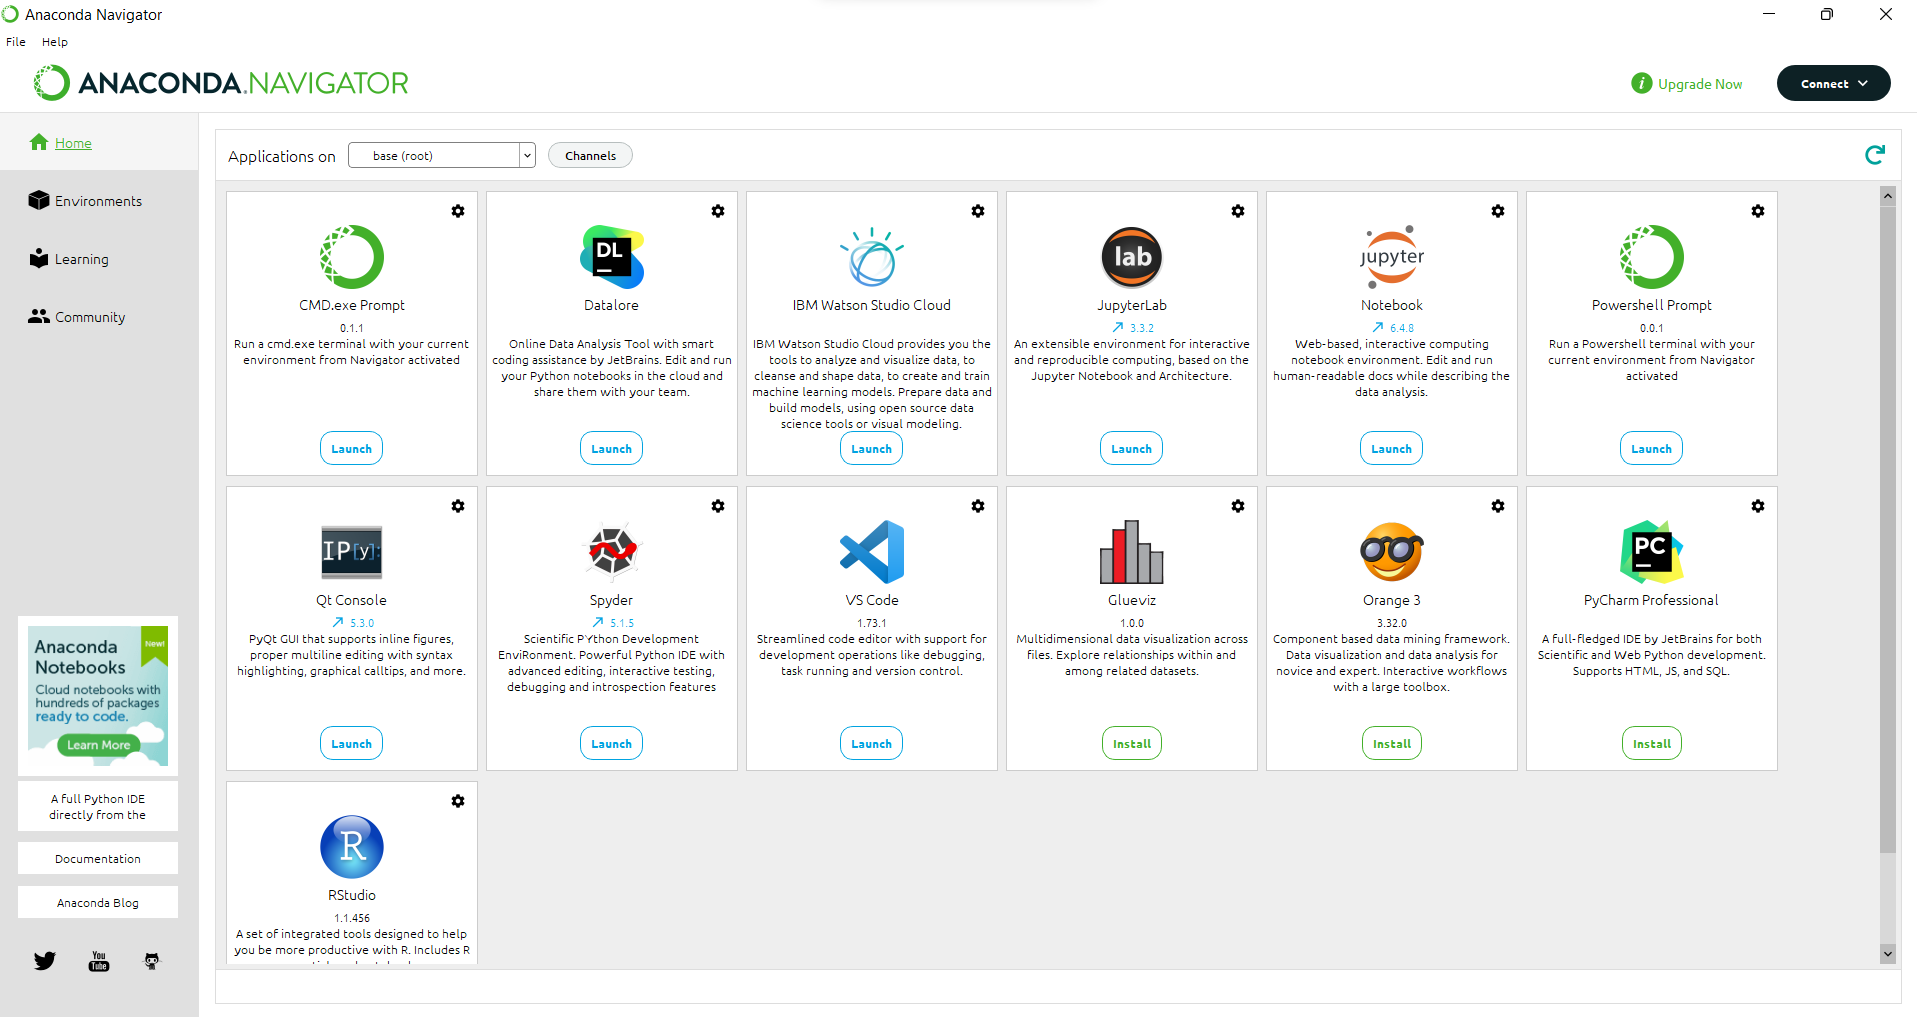 Anaconda Navigator
File Help
ANACONDA.NAVIGATOR
Upgrade Now
Connect
Home
Environments
Learning
Community
Applications on
base (root)
Channels
CMD.exe Prompt
0.1.1
Run a cmd.exe terminal with your current
environment from Navigator activated
Launch
DL
Datalore
Online Data Analysis Tool with smart
coding assistance by JetBrains. Edit and run
your Python notebooks in the cloud and
share them with your team.
Launch
IBM Watson Studio Cloud
IBM Watson Studio Cloud provides you the
tools to analyze and visualize data, to
cleanse and shape data, to create and train
machine learning models. Prepare data and
build models, using open source data
science tools or visual modeling.
Launch
lab
JupyterLab
3.3.2
An extensible environment for interactive
and reproducible computing, based on the
Jupyter Notebook and Architecture.
Launch
jupyter
Notebook
6.4.8
Web-based, interactive computing
notebook environment. Edit and run
human-readable docs while describing the
data analysis.
Launch
Powershell Prompt
0.0.1
Run a Powershell terminal with your
current environment from Navigator
activated
Launch
IP[y]:
Qt Console
5.3.0
PyQt GUI that supports inline figures,
proper multiline editing with syntax
highlighting, graphical calltips, and more.
Launch
Spyder
5.1.5
Scientific PYthon Development
EnviRonment. Powerful Python IDE with
advanced editing, interactive testing,
debugging and introspection features
Launch
VS Code
1.73.1
Streamlined code editor with support for
development operations like debugging,
task running and version control.
Launch
Glueviz
1.0.0
Multidimensional data visualization across
files. Explore relationships within and
among related datasets.
Install
Orange 3
3.32.0
Component based data mining framework.
Data visualization and data analysis for
novice and expert. Interactive workflows
with a large toolbox.
Install
PC
PyCharm Professional
A full-fledged IDE by JetBrains for both
Scientific and Web Python development.
Supports HTML, JS, and SQL.
Install
R
RStudio
1.1.456
A set of integrated tools designed to help
you be more productive with R. Includes R
New!
Anaconda
Notebooks
Cloud notebooks with
hundreds of packages
ready to code.
Learn More
A full Python IDE
directly from the
Documentation
Anaconda Blog
You
Tube